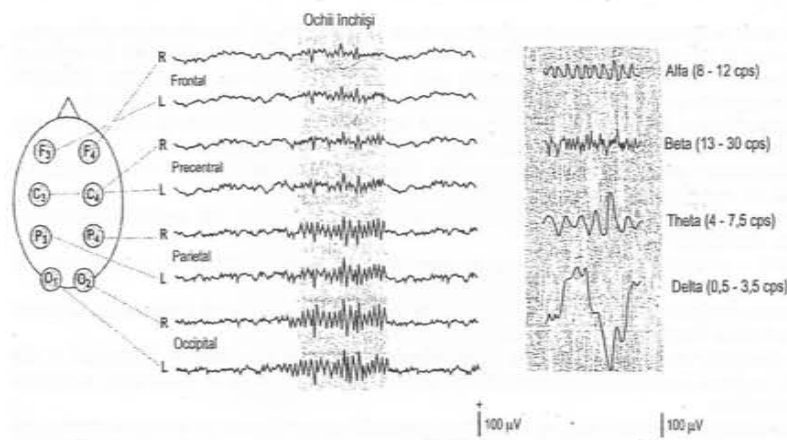 Ochii închişi
R
Frontal
L
R
Precentral
L
R
Parietal
L
R
Occipital
L
F3
F4
C3
C4
P3
P4
O1
O2
Alfa (8 - 12 cps)
Beta (13 - 30 cps)
Theta (4 - 7,5 cps)
Delta (0,5 - 3,5 cps)
+
100 µV
100 µV